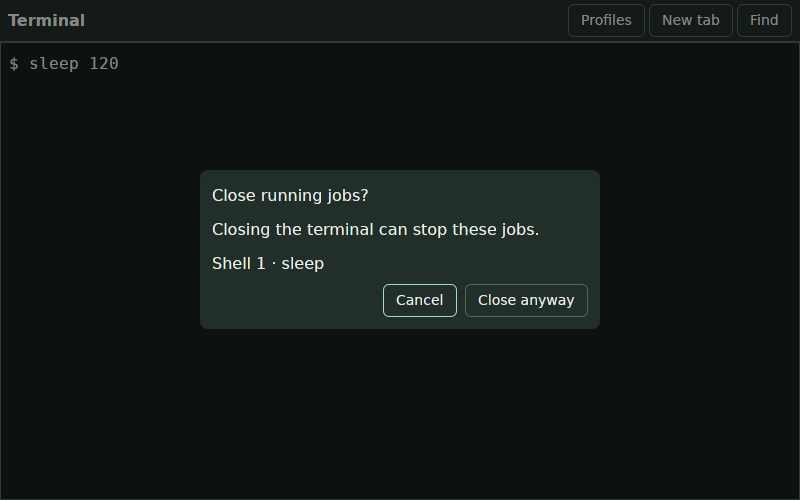 Terminal
Profiles New tab Find
$ sleep 120
Close running jobs?
Closing the terminal can stop these jobs.
Shell 1 · sleep
Cancel Close anyway